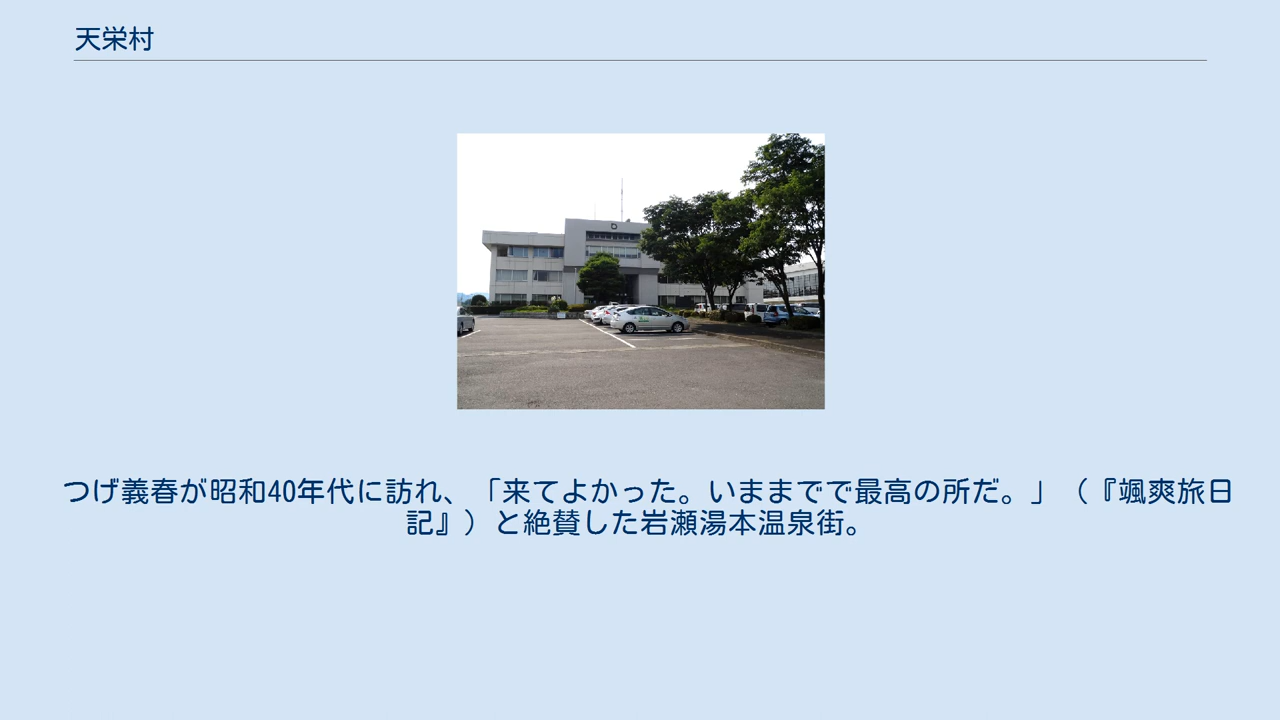 天栄村
つげ義春が昭和40年代に訪れ、「来てよかった。いままでで最高の所だ。」（『颯爽旅日
記』）と絶賛した岩瀬湯本温泉街。